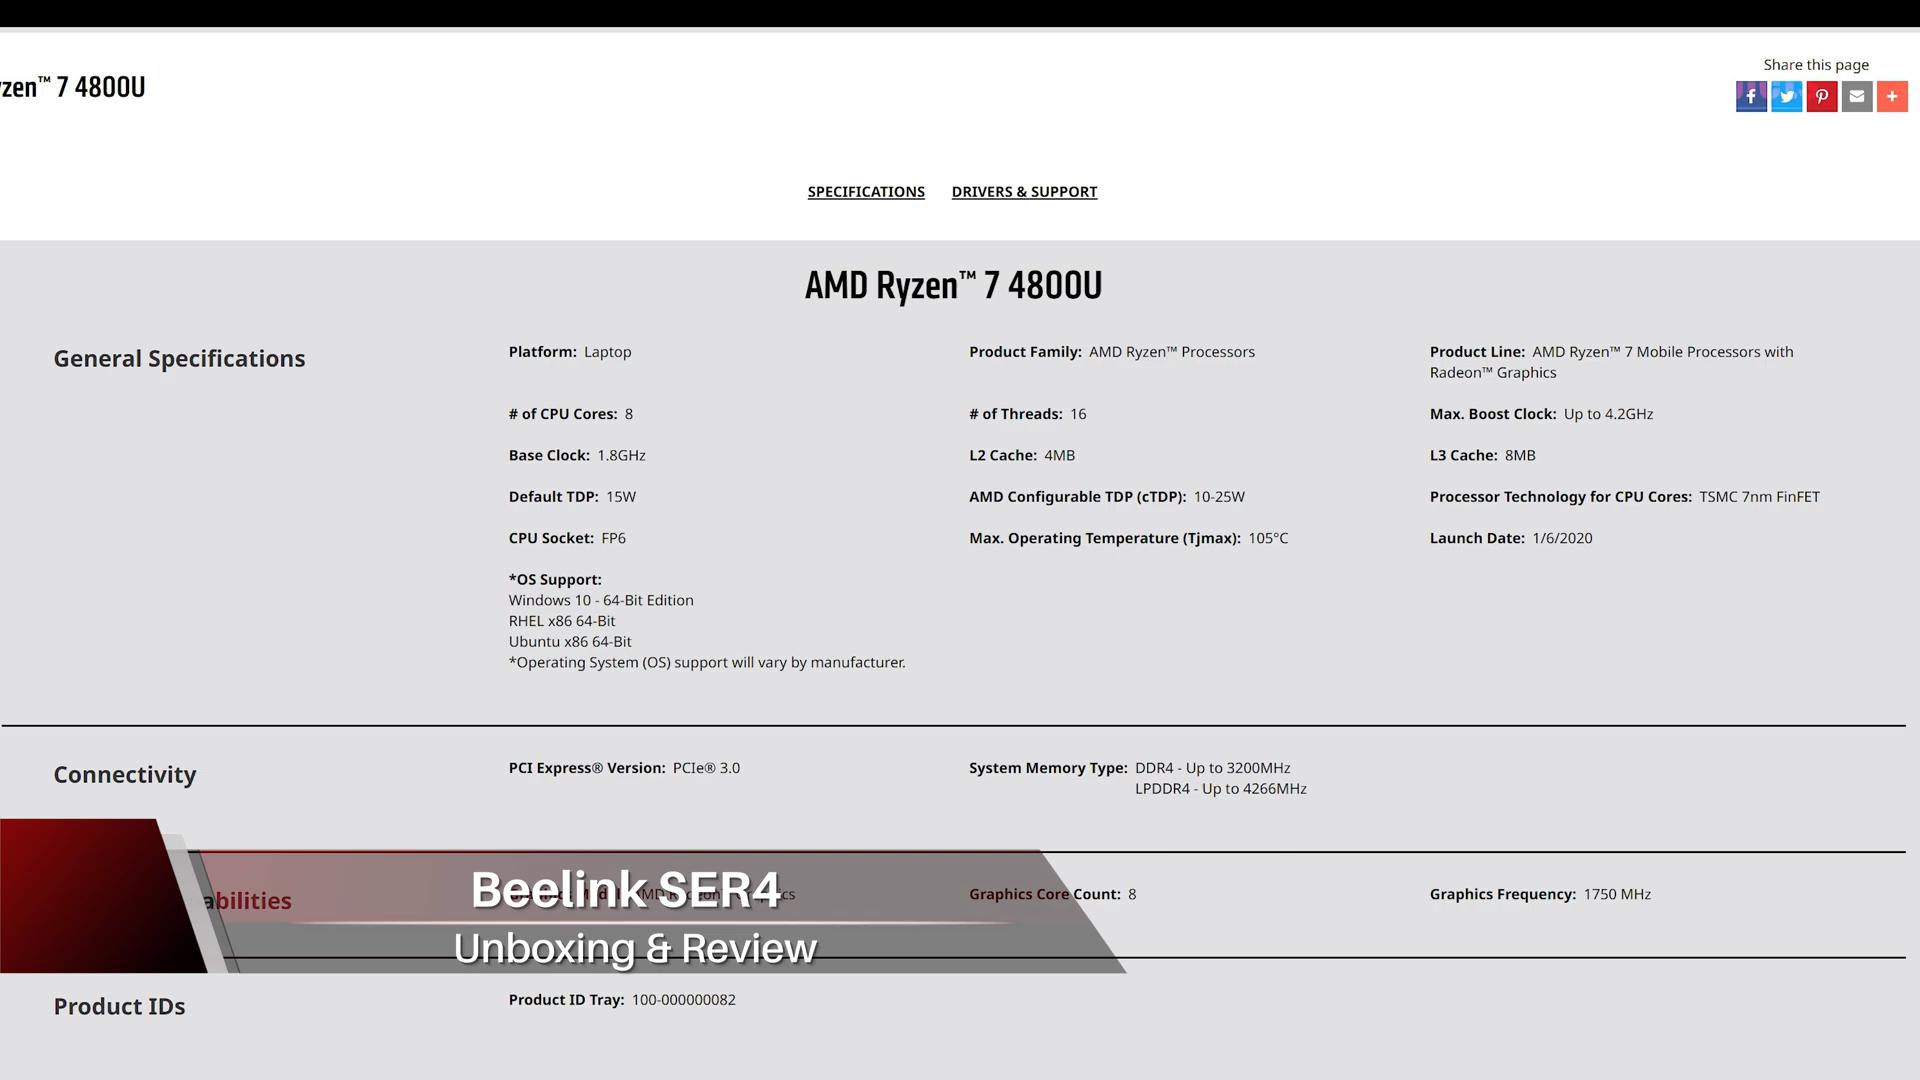 yzen™ 7 4800U
Share this page
SPECIFICATIONS DRIVERS & SUPPORT
AMD Ryzen™ 7 4800U
General Specifications
Platform: Laptop
Product Family: AMD Ryzen™ Processors
Product Line: AMD Ryzen™ 7 Mobile Processors with
Radeon™ Graphics
# of CPU Cores: 8
# of Threads: 16
Max. Boost Clock: Up to 4.2GHz
Base Clock: 1.8GHz
L2 Cache: 4MB
L3 Cache: 8MB
Default TDP: 15W
AMD Configurable TDP (cTDP): 10-25W
Processor Technology for CPU Cores: TSMC 7nm FinFET
CPU Socket: FP6
Max. Operating Temperature (Tjmax): 105°C
Launch Date: 1/6/2020
*OS Support:
Windows 10 - 64-Bit Edition
RHEL x86 64-Bit
Ubuntu x86 64-Bit
*Operating System (OS) support will vary by manufacturer.
Connectivity
PCI Express® Version: PCIe® 3.0
System Memory Type: DDR4 - Up to 3200MHz
LPDDR4 - Up to 4266MHz
abilities
Graphics Core Count: 8
Graphics Frequency: 1750 MHz
Beelink SER4
Unboxing & Review
Product IDs
Product ID Tray: 100-000000082